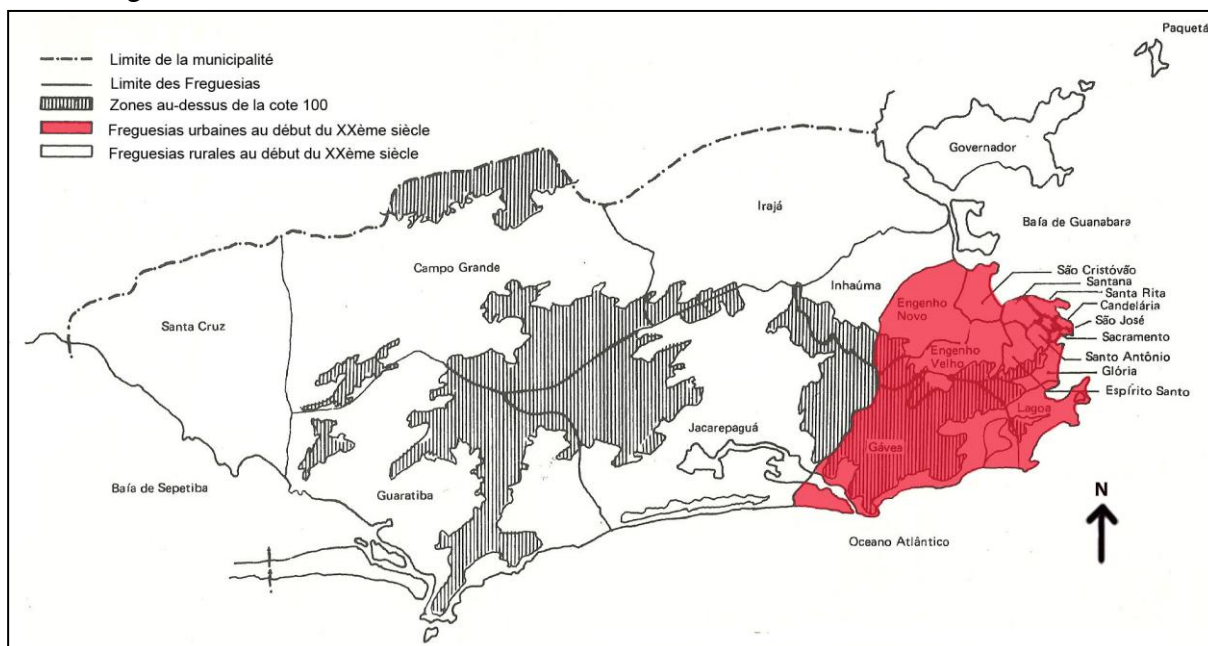 Limite de la municipalité
Limite des Freguesias
Zones au-dessus de la cote 100
Freguesias urbaines au début du XXème siècle
Freguesias rurales au début du XXème siècle
Paquetá
Governador
Irajá
Baía de Guanabara
Campo Grande
Inhaúma
São Cristóvão
Santana
Santa Rita
Candelária
São José
Sacramento
Santo Antônio
Glória
Espírito Santo
Santa Cruz
Engenho
Novo
Engenho
Velho
Lagoa
Jacarepaguá
Gávea
Guaratiba
Baía de Sepetiba
Oceano Atlântico
N